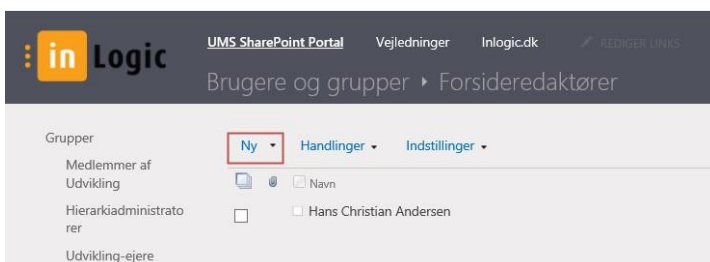 in Logic
UMS SharePoint Portal Vejledninger Inlogic.dk REDIGER LINKS
Brugere og grupper ‣ Forsideredaktører
Grupper
Ny Handlinger Indstillinger
Medlemmer af
Udvikling
Navn
Hierarkiadministrato
rer
Hans Christian Andersen
Udvikling-ejere